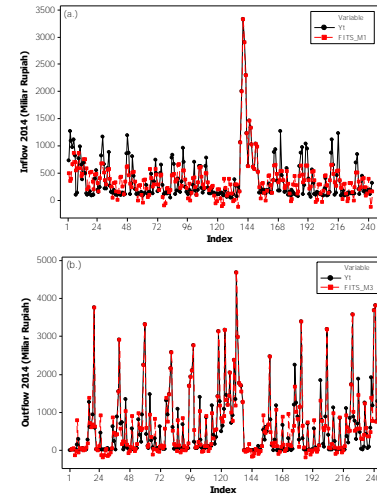 (a.)
Inflow 2014 (Miliar Rupiah)
3500
3000
2500
2000
1500
1000
500
0
Variable
Yt
FITS_M1
1 24 48 72 96 120 144 168 192 216 240
Index
(b.)
Outflow 2014 (Miliar Rupiah)
5000
4000
3000
2000
1000
0
Variable
Yt
FITS_M3
1 24 48 72 96 120 144 168 192 216 240
Index